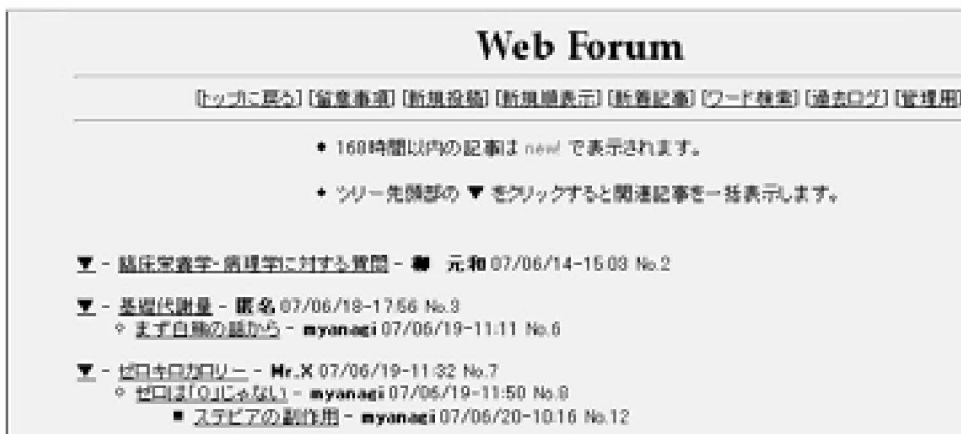 Web Forum
[トップに戻る] [留意事項] [新規投稿] [新規順表示] [新着記事] [ワード検索] [過去ログ] [管理用]
• 168時間以内の記事は new! で表示されます。
• ツリー先頭部の ▼ をクリックすると関連記事を一括表示します。
▼ - 臨床栄養学・病理学に対する質問 - 柳 元和 07/06/14-15:03 No.2
▼ - 基礎代謝量 - 匿名 07/06/18-17:56 No.3
◦ まず白鵬の話から - myanagi 07/06/19-11:11 No.6
▼ - ゼロキロカロリー - Mr.X 07/06/19-11:32 No.7
◦ ゼロは「0」じゃない - myanagi 07/06/19-11:50 No.8
■ ステビアの副作用 - myanagi 07/06/20-10:16 No.12